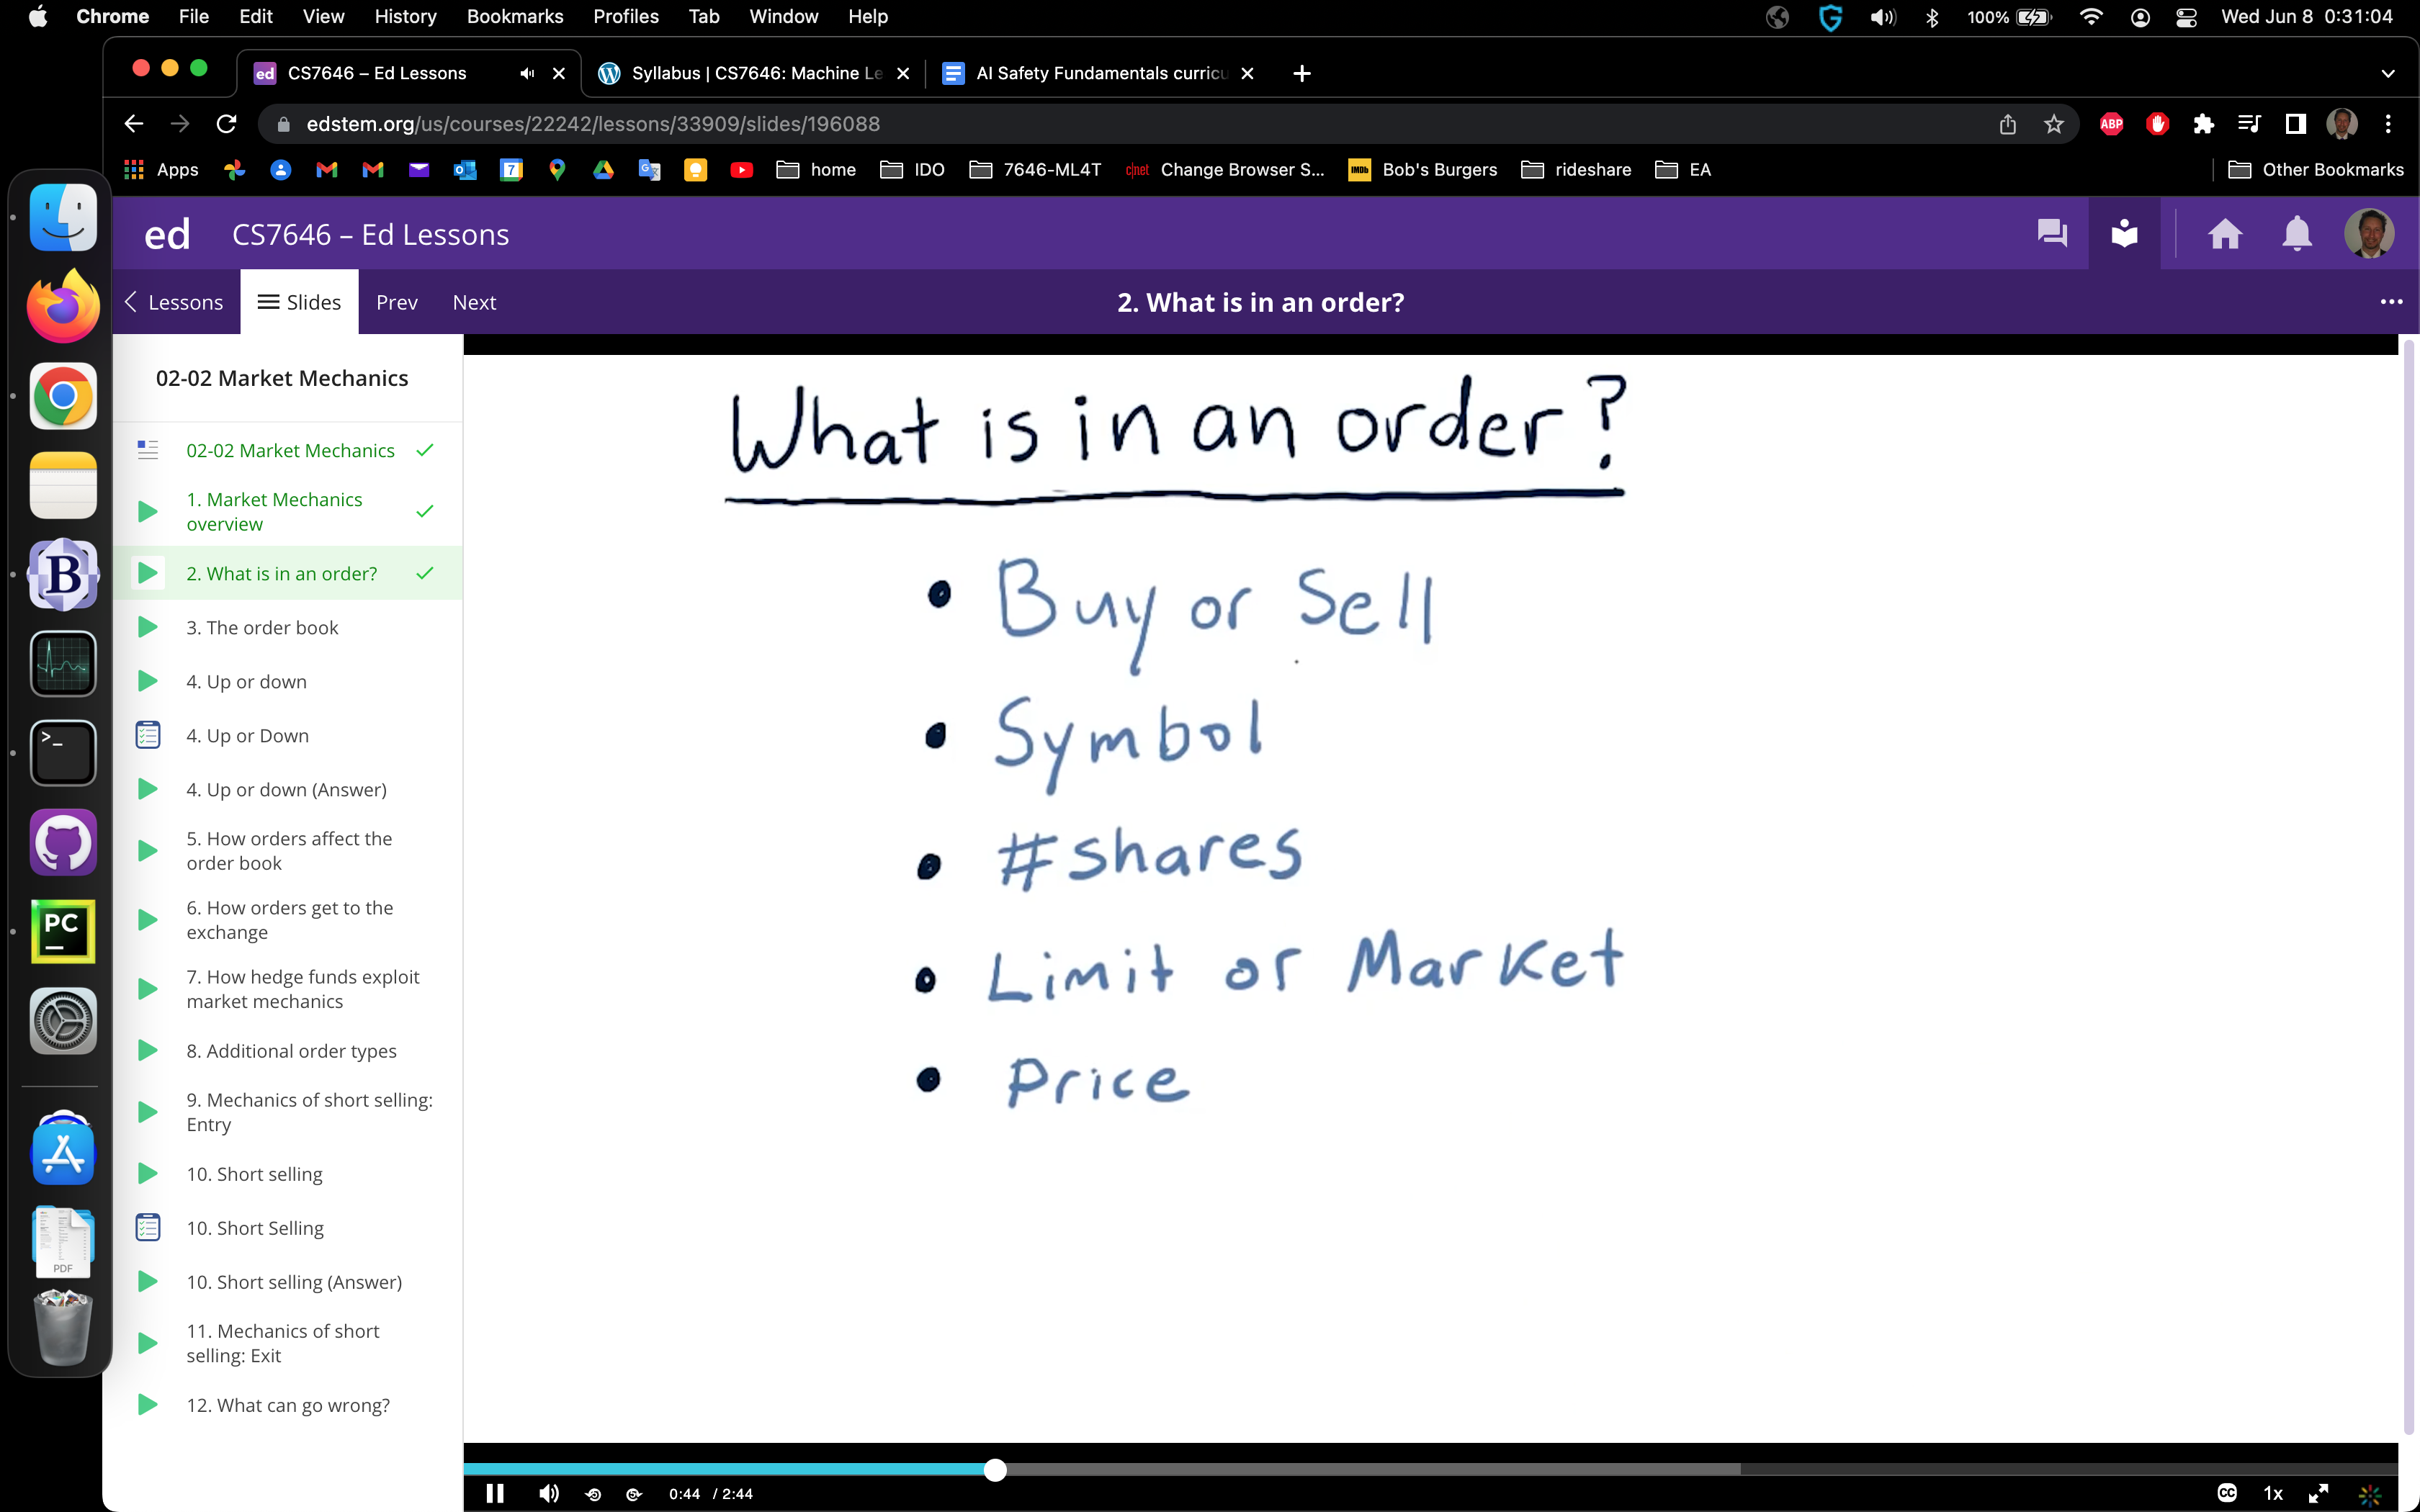 Chrome File Edit View History Bookmarks Profiles Tab Window Help 100% Wed Jun 8 0:31:04
ed CS7646 – Ed Lessons Syllabus | CS7646: Machine Le AI Safety Fundamentals curricu
edstem.org/us/courses/22242/lessons/33909/slides/196088 ABP
Apps 7 home IDO 7646-ML4T c|net Change Browser S... IMDb Bob's Burgers rideshare EA Other Bookmarks
ed CS7646 – Ed Lessons
Lessons Slides Prev Next 2. What is in an order?
02-02 Market Mechanics
02-02 Market Mechanics
1. Market Mechanics
overview
2. What is in an order?
3. The order book
4. Up or down
4. Up or Down
4. Up or down (Answer)
5. How orders affect the
order book
6. How orders get to the
exchange
7. How hedge funds exploit
market mechanics
8. Additional order types
9. Mechanics of short selling:
Entry
10. Short selling
10. Short Selling
10. Short selling (Answer)
11. Mechanics of short
selling: Exit
12. What can go wrong?
What is in an order?
• Buy or Sell
• Symbol
• #shares
• Limit or Market
• Price
B
>_
PC
PDF
0:44 / 2:44 CC 1x